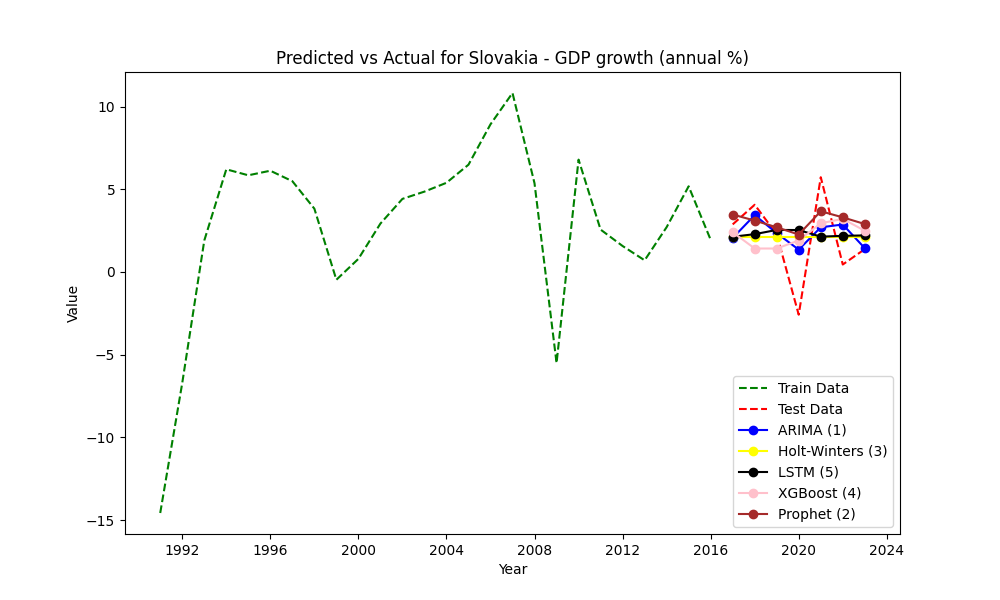 Predicted vs Actual for Slovakia - GDP growth (annual %)
10
5
0
−5
−10
−15
Value
1992 1996 2000 2004 2008 2012 2016 2020 2024
Year
Train Data
Test Data
ARIMA (1)
Holt-Winters (3)
LSTM (5)
XGBoost (4)
Prophet (2)